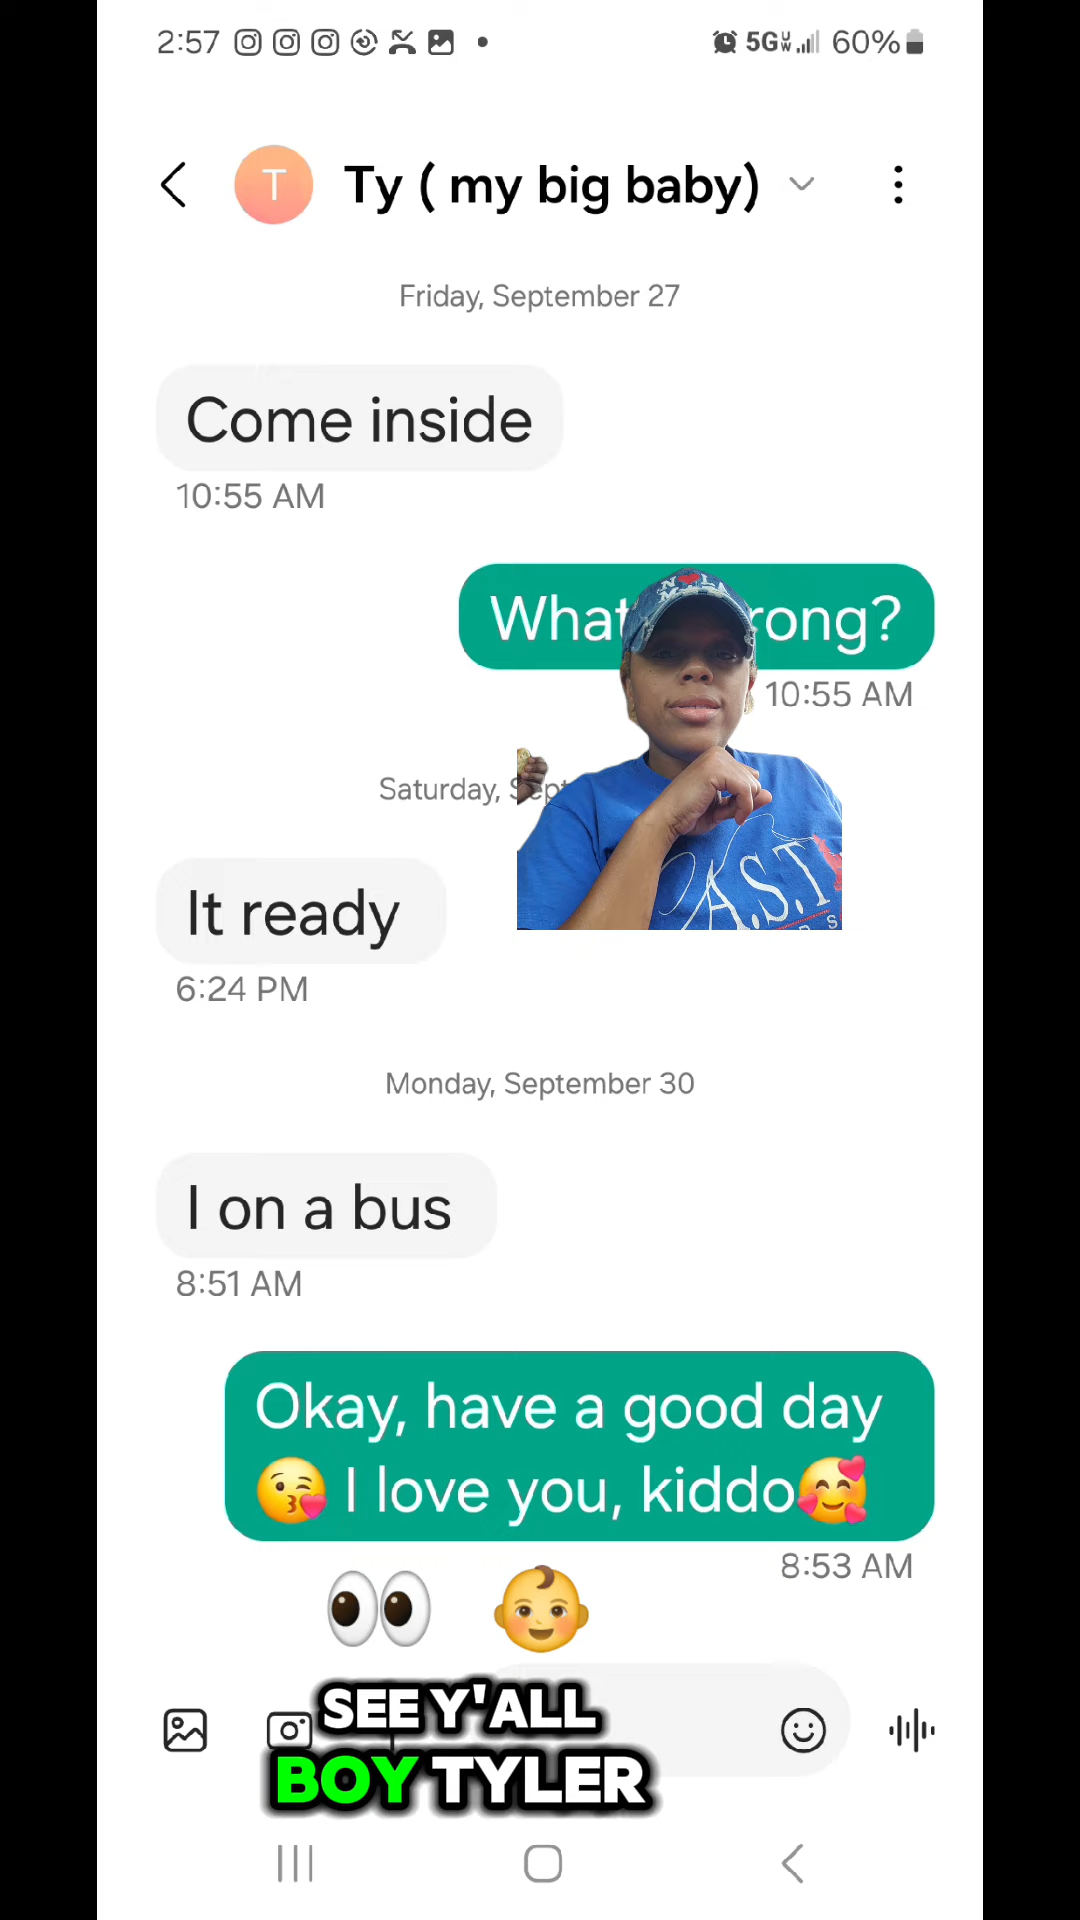 2:57 5G UW 60%
T Ty ( my big baby)
Friday, September 27
Come inside
10:55 AM
rong?
10:55 AM
Saturday,
It ready
6:24 PM
Monday, September 30
I on a bus
8:51 AM
Okay, have a good day
😘 I love you, kiddo🥰
8:53 AM
👀 👶
SEE Y'ALL
BOY TYLER